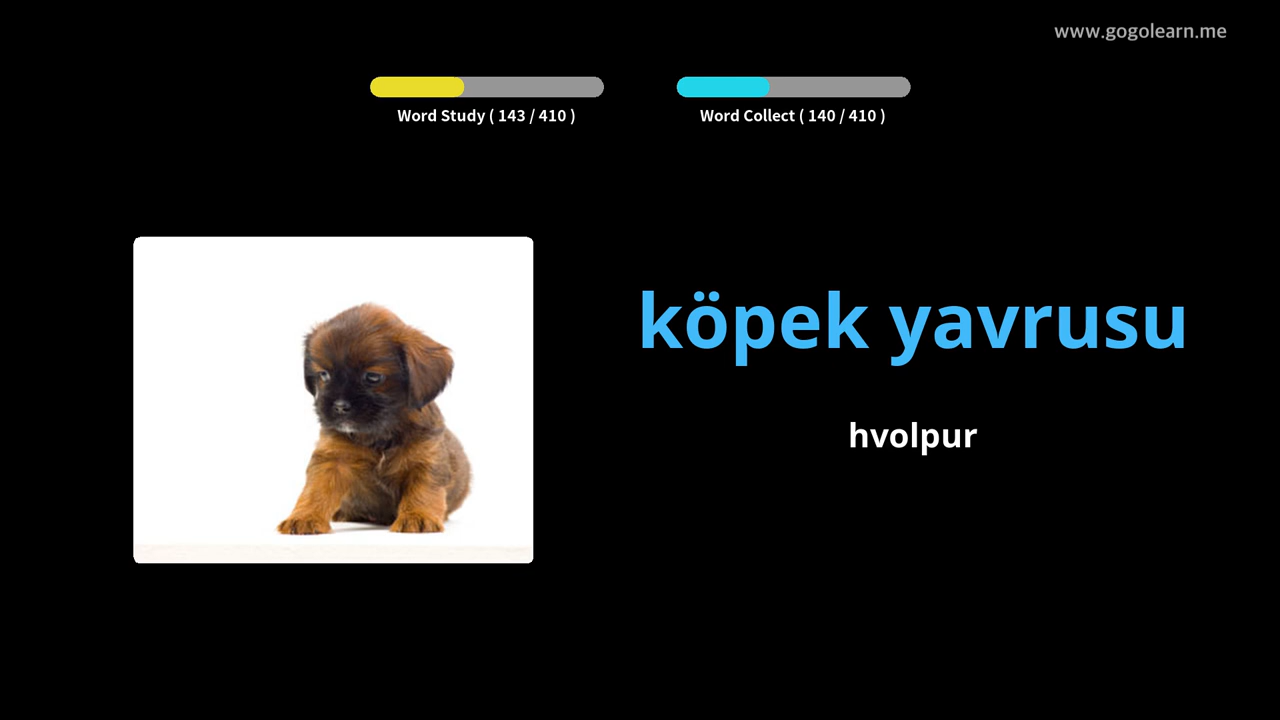 www.gogolearn.me
Word Study ( 143 / 410 )
Word Collect ( 140 / 410 )
köpek yavrusu
hvolpur